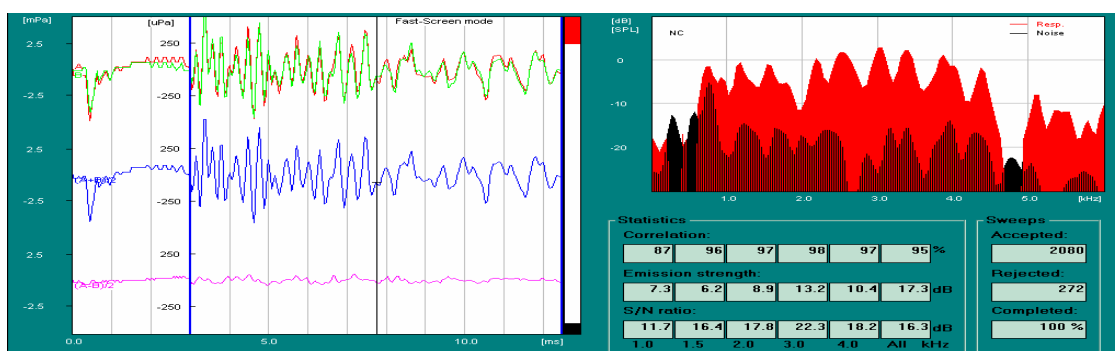 [mPa] [uPa] Fast-Screen mode
2.5 250
A
B
-2.5 -250
2.5 250
(A+B)/2
-2.5 -250
250
(A-B)/2
-2.5 -250
0.0 5.0 10.0 [ms]
[dB]
[SPL] NC Resp.
Noise
0
-10
-20
1.0 2.0 3.0 4.0 5.0 [kHz]
Statistics
Correlation:
87 96 97 98 97 95 %
Emission strength:
7.3 6.2 8.9 13.2 10.4 17.3 dB
S/N ratio:
11.7 16.4 17.8 22.3 18.2 16.3 dB
1.0 1.5 2.0 3.0 4.0 All kHz
Sweeps
Accepted:
2080
Rejected:
272
Completed:
100 %